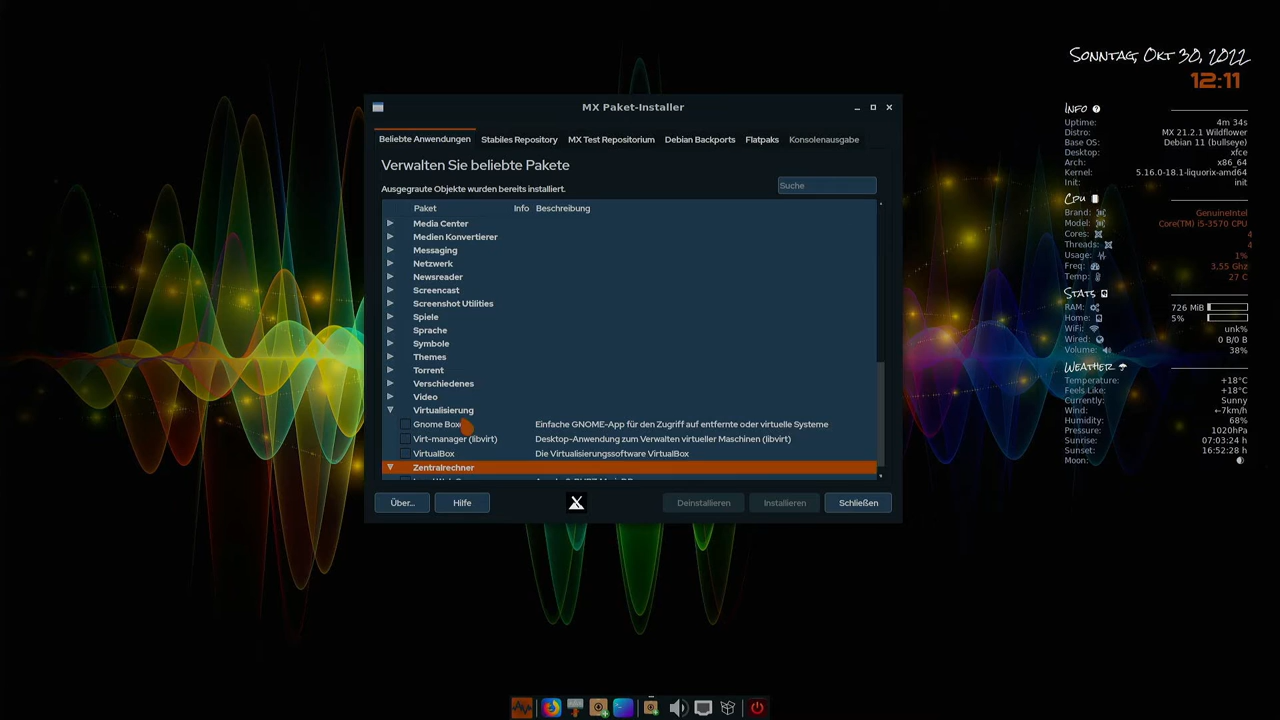 Sonntag, Okt 30, 2022
12:11
MX Paket-Installer
Beliebte Anwendungen
Stabiles Repository
MX Test Repositorium
Debian Backports
Flatpaks
Konsolenausgabe
Verwalten Sie beliebte Pakete
Ausgegraute Objekte wurden bereits installiert.
Suche
Paket Info Beschreibung
Media Center
Medien Konvertierer
Messaging
Netzwerk
Newsreader
Screencast
Screenshot Utilities
Spiele
Sprache
Symbole
Themes
Torrent
Verschiedenes
Video
Virtualisierung
Gnome Einfache GNOME-App für den Zugriff auf entfernte oder virtuelle Systeme
Virt-manager (libvirt) Desktop-Anwendung zum Verwalten virtueller Maschinen (libvirt)
VirtualBox Die Virtualisierungssoftware VirtualBox
Zentralrechner
Über...
Hilfe
Deinstallieren
Installieren
Schließen
Info
Uptime: 4m 34s
Distro: MX 21.2.1 Wildflower
Base OS: Debian 11 (bullseye)
Desktop: xfce
Arch: x86_64
Kernel: 5.16.0-18.1-liquorix-amd64
Init: init
Cpu
Brand: GenuineIntel
Model: Core(TM) i5-3570 CPU
Cores: 4
Threads: 4
Usage: 1%
Freq: 3,55 Ghz
Temp: 27 C
Stats
RAM: 726 MiB
Home: 5%
WiFi: unk%
Wired: 0 B/0 B
Volume: 38%
Weather
Temperature: +18°C
Feels Like: +18°C
Currently: Sunny
Wind: ←7km/h
Humidity: 68%
Pressure: 1020hPa
Sunrise: 07:03:24 h
Sunset: 16:52:28 h
Moon: